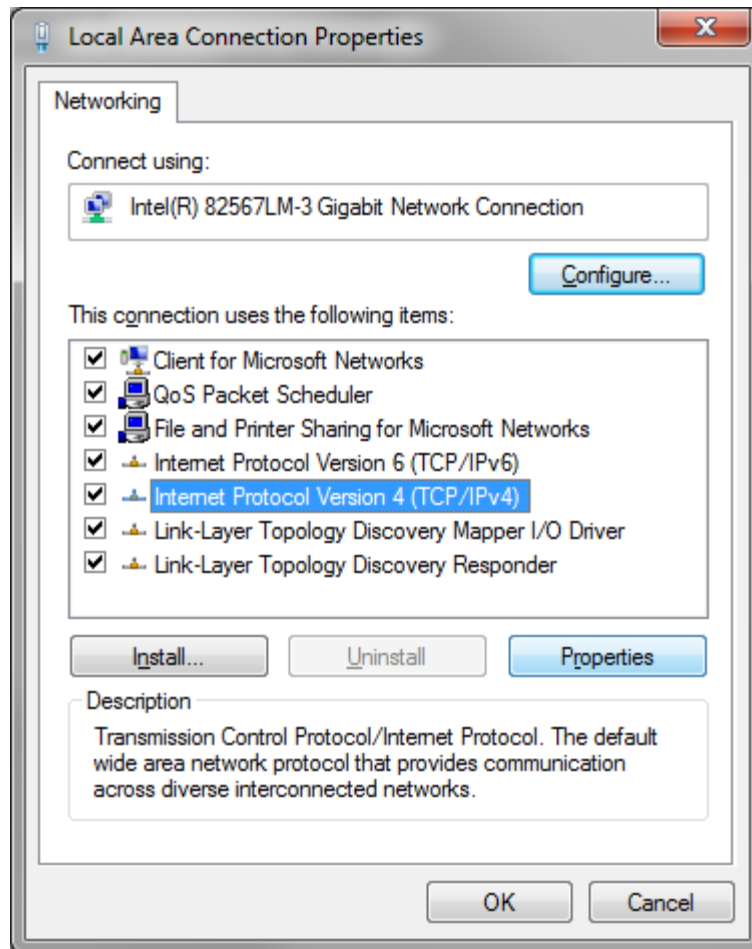 Local Area Connection Properties
Networking
Connect using:
Intel(R) 82567LM-3 Gigabit Network Connection
Configure...
This connection uses the following items:
Client for Microsoft Networks
QoS Packet Scheduler
File and Printer Sharing for Microsoft Networks
Internet Protocol Version 6 (TCP/IPv6)
Internet Protocol Version 4 (TCP/IPv4)
Link-Layer Topology Discovery Mapper I/O Driver
Link-Layer Topology Discovery Responder
Install... Uninstall Properties
Description
Transmission Control Protocol/Internet Protocol. The default
wide area network protocol that provides communication
across diverse interconnected networks.
OK Cancel